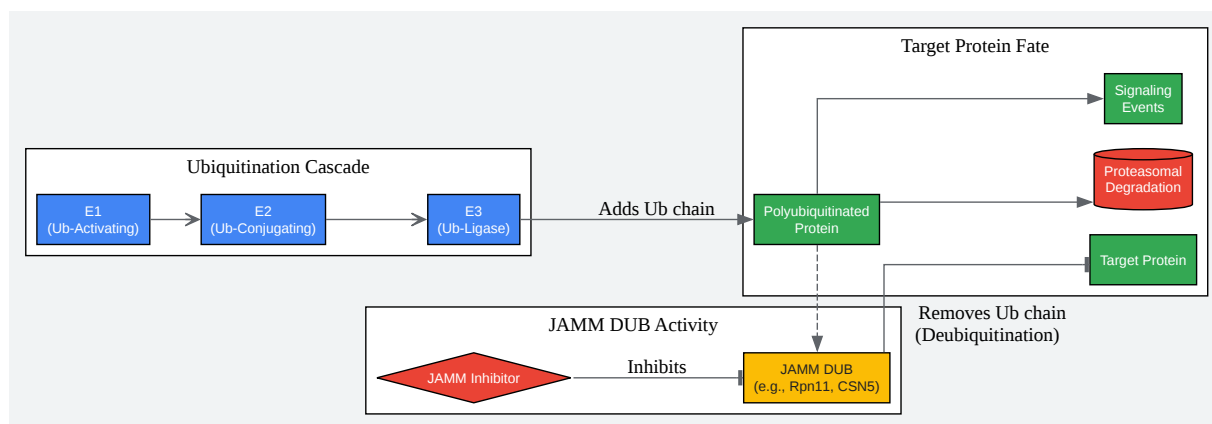 Target Protein Fate
Signaling
Events
Ubiquitination Cascade
Proteasomal
Degradation
E1
(Ub-Activating)
E2
(Ub-Conjugating)
E3
(Ub-Ligase)
Adds Ub chain
Polyubiquitinated
Protein
Target Protein
Removes Ub chain
(Deubiquitination)
JAMM DUB Activity
JAMM Inhibitor
Inhibits
JAMM DUB
(e.g., Rpn11, CSN5)